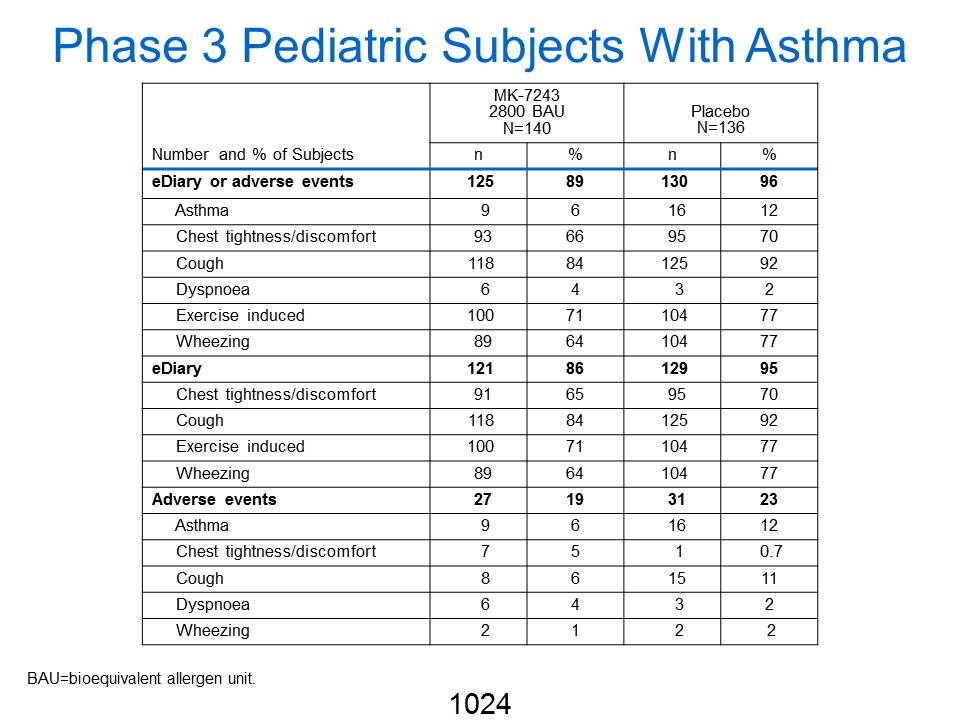 Phase 3 Pediatric Subjects With Asthma
MK-7243
2800 BAU
N=140
Placebo
N=136
Number and % of Subjects n % n %
eDiary or adverse events 125 89 130 96
Asthma 9 6 16 12
Chest tightness/discomfort 93 66 95 70
Cough 118 84 125 92
Dyspnoea 6 4 3 2
Exercise induced 100 71 104 77
Wheezing 89 64 104 77
eDiary 121 86 129 95
Chest tightness/discomfort 91 65 95 70
Cough 118 84 125 92
Exercise induced 100 71 104 77
Wheezing 89 64 104 77
Adverse events 27 19 31 23
Asthma 9 6 16 12
Chest tightness/discomfort 7 5 1 0.7
Cough 8 6 15 11
Dyspnoea 6 4 3 2
Wheezing 2 1 2 2
BAU=bioequivalent allergen unit.
1024